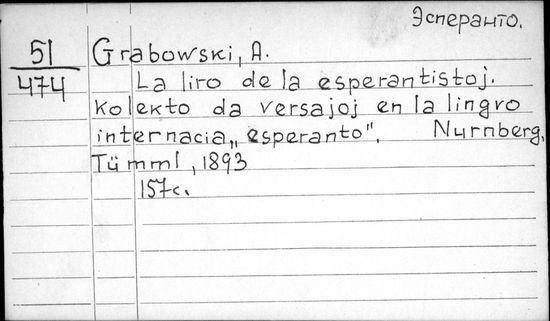 Эсперанто.
51
474
Grabowski, A.
La liro de la esperantistoj.
Kolekto da versajoj en la lingvo
internacia „esperanto". Nurnberg,
Tümml, 1893
157c.